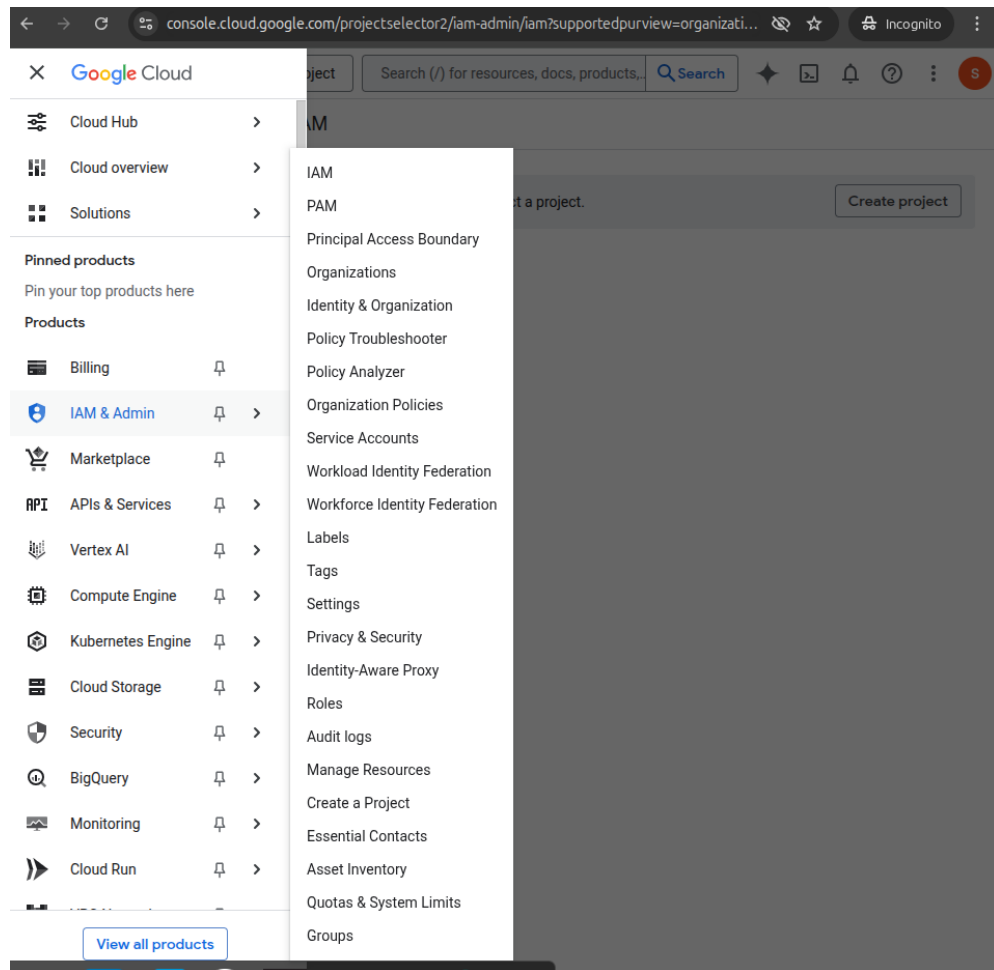 console.cloud.google.com/projectselector2/iam-admin/iam?supportedpurview=organizati...
Incognito
Google Cloud
oject
Search (/) for resources, docs, products,
Search
S
Cloud Hub
AM
Cloud overview
Solutions
ct a project.
Create project
Pinned products
Pin your top products here
Products
Billing
IAM & Admin
Marketplace
API
APIs & Services
Vertex AI
Compute Engine
Kubernetes Engine
Cloud Storage
Security
BigQuery
Monitoring
Cloud Run
View all products
IAM
PAM
Principal Access Boundary
Organizations
Identity & Organization
Policy Troubleshooter
Policy Analyzer
Organization Policies
Service Accounts
Workload Identity Federation
Workforce Identity Federation
Labels
Tags
Settings
Privacy & Security
Identity-Aware Proxy
Roles
Audit logs
Manage Resources
Create a Project
Essential Contacts
Asset Inventory
Quotas & System Limits
Groups